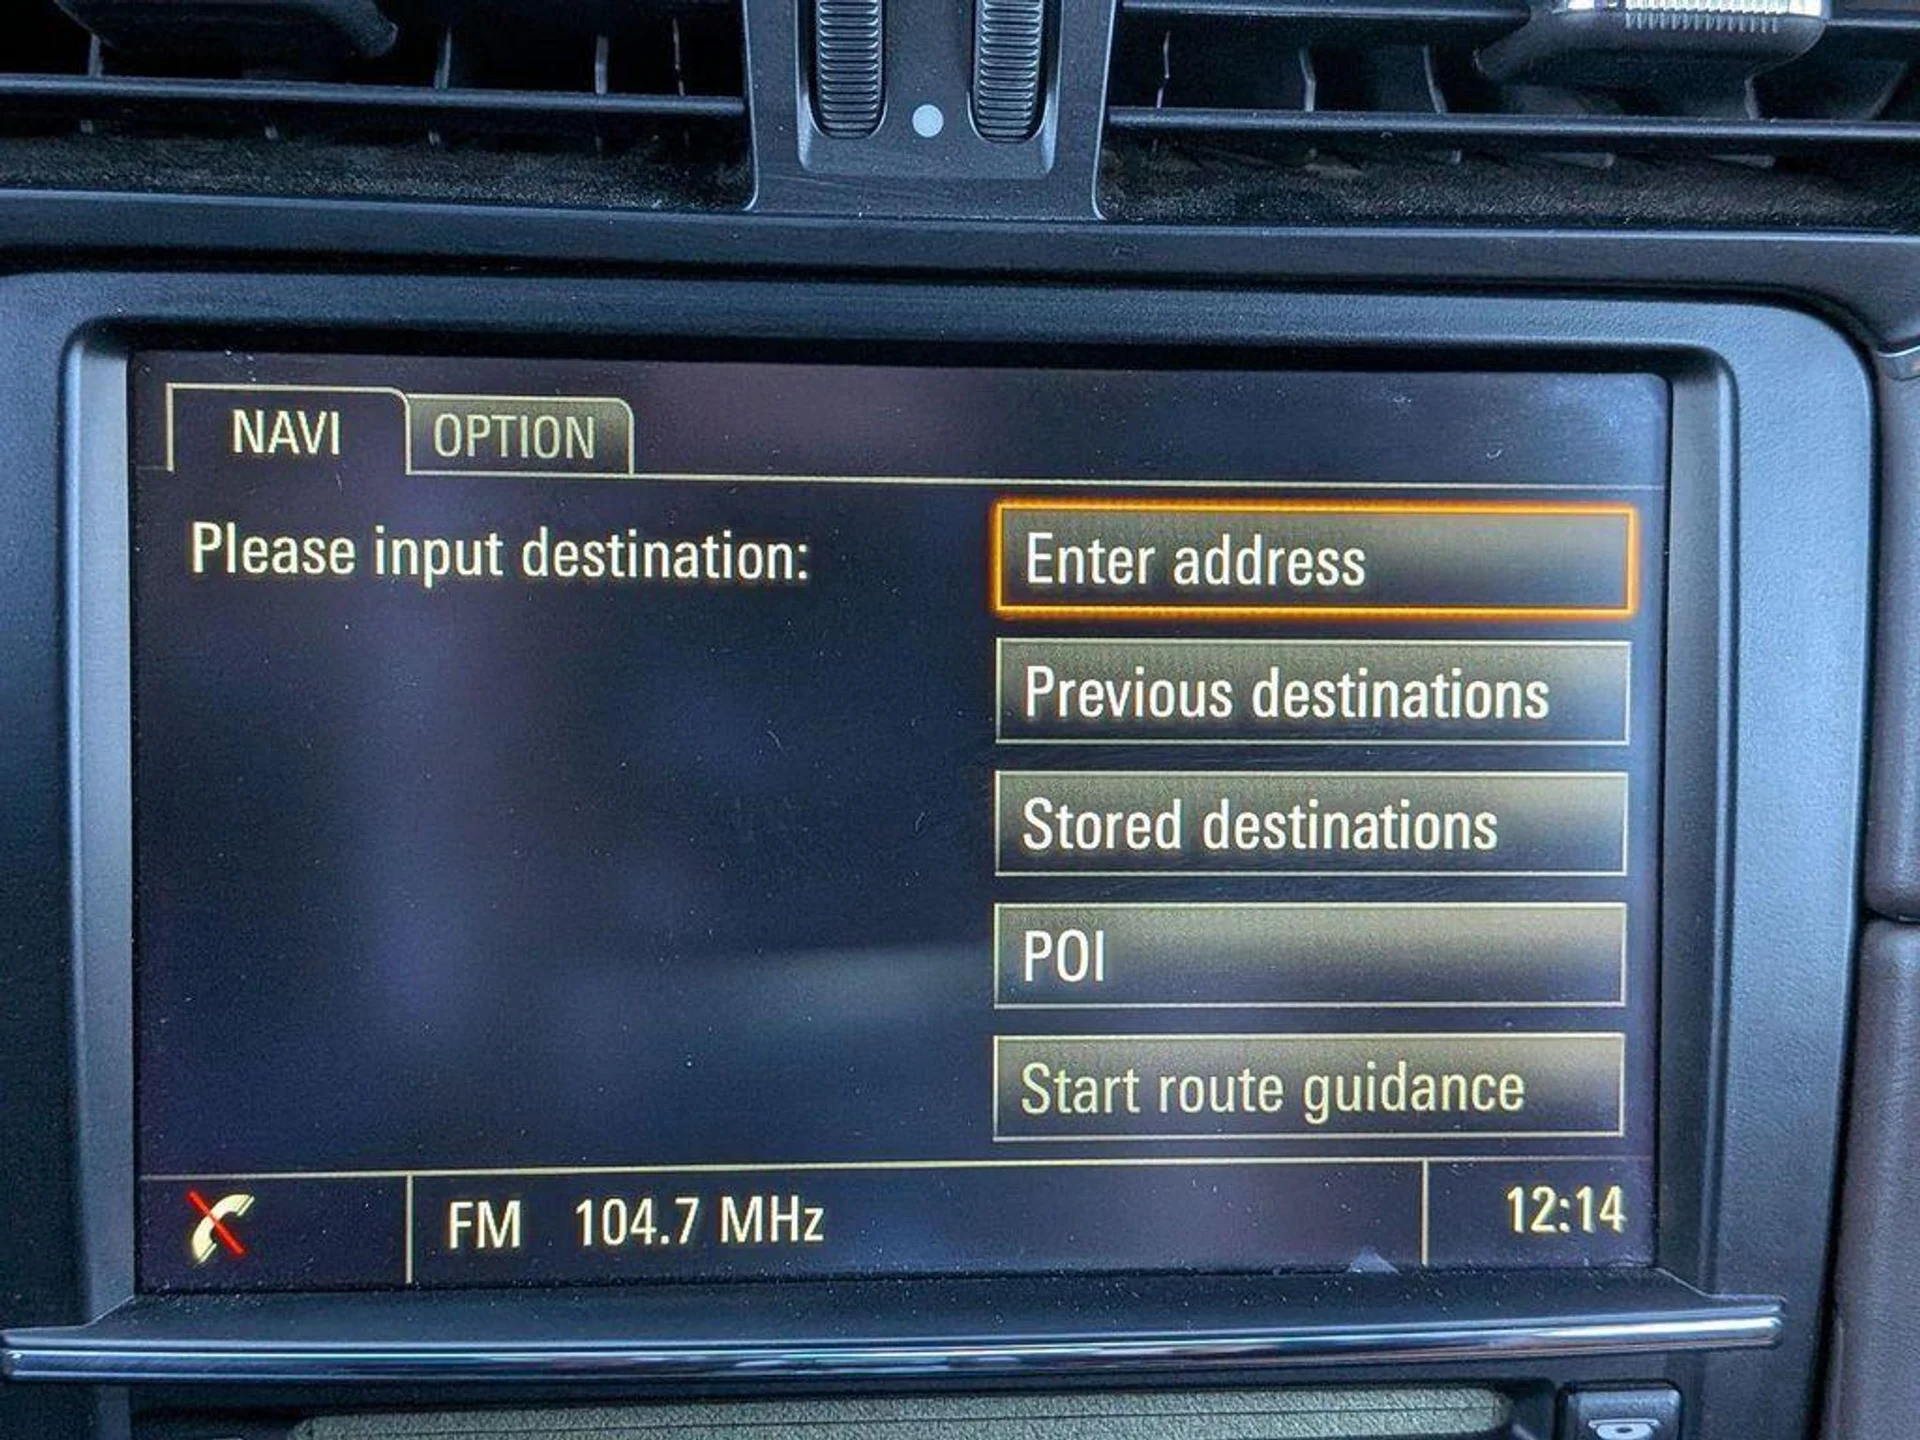 NAVI OPTION
Please input destination:
Enter address
Previous destinations
Stored destinations
POI
Start route guidance
FM 104.7 MHz 12:14